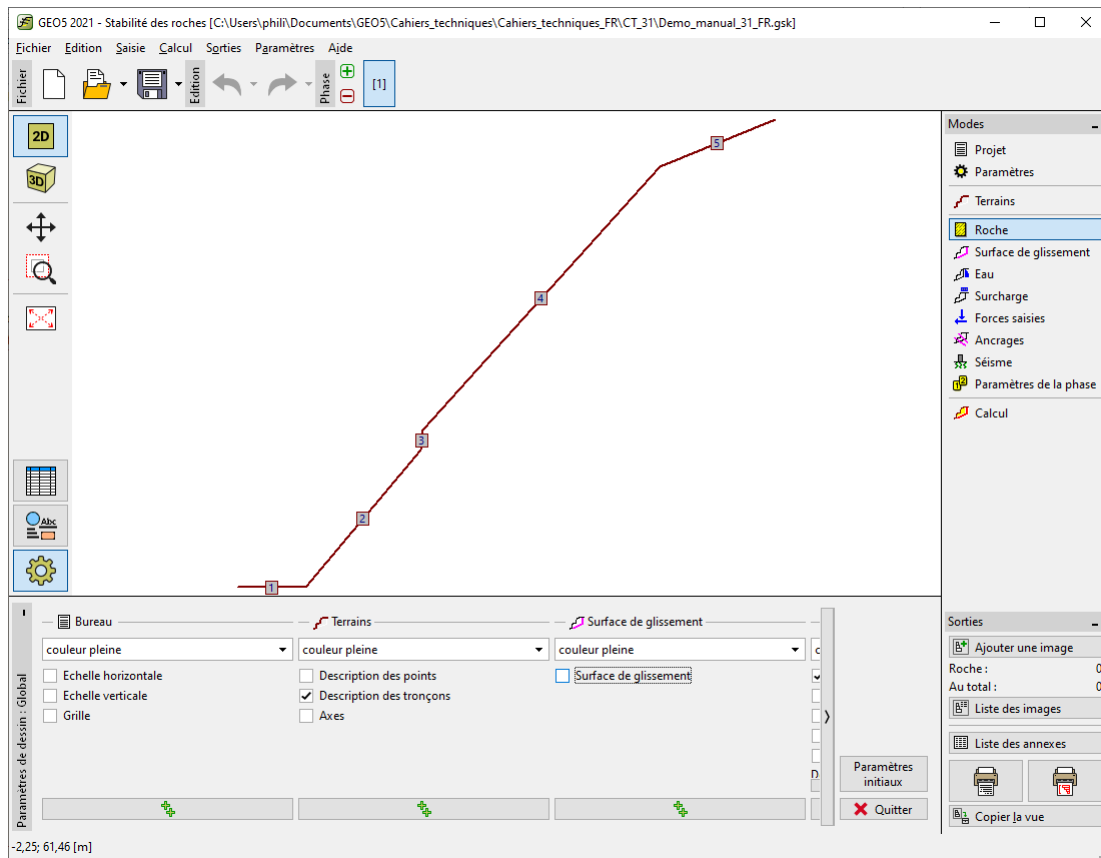 GEO5 2021 - Stabilité des roches [C:\Users\phili\Documents\GEO5\Cahiers_techniques\Cahiers_techniques_FR\CT_31\Demo_manual_31_FR.gsk]
Fichier Edition Saisie Calcul Sorties Paramètres Aide
Fichier
Edition
Phase
[1]
2D
3D
Abc
1
2
3
4
5
Modes
Projet
Paramètres
Terrains
Roche
Surface de glissement
Eau
Surcharge
Forces saisies
Ancrages
Séisme
Paramètres de la phase
Calcul
Paramètres de dessin : Global
Bureau
couleur pleine
Echelle horizontale
Echelle verticale
Grille
Terrains
couleur pleine
Description des points
Description des tronçons
Axes
Surface de glissement
couleur pleine
Surface de glissement
c
D
Paramètres
initiaux
Quitter
Sorties
Ajouter une image
Roche : 0
Au total : 0
Liste des images
Liste des annexes
Copier la vue
-2,25; 61,46 [m]